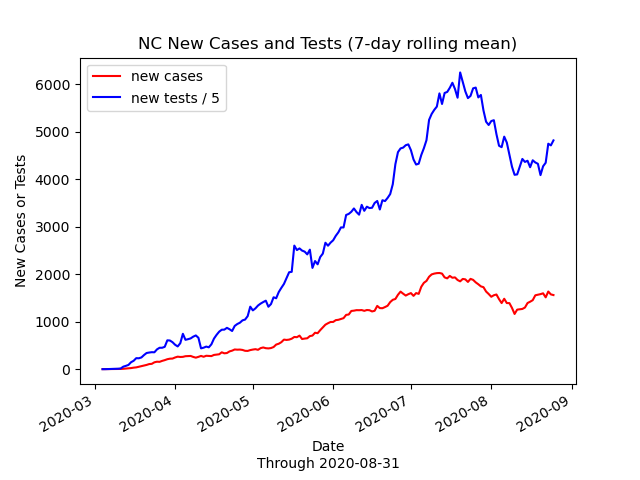 NC New Cases and Tests (7-day rolling mean)
new cases
new tests / 5
6000
5000
4000
3000
2000
1000
0
New Cases or Tests
2020-03
2020-04
2020-05
2020-06
2020-07
2020-08
2020-09
Date
Through 2020-08-31